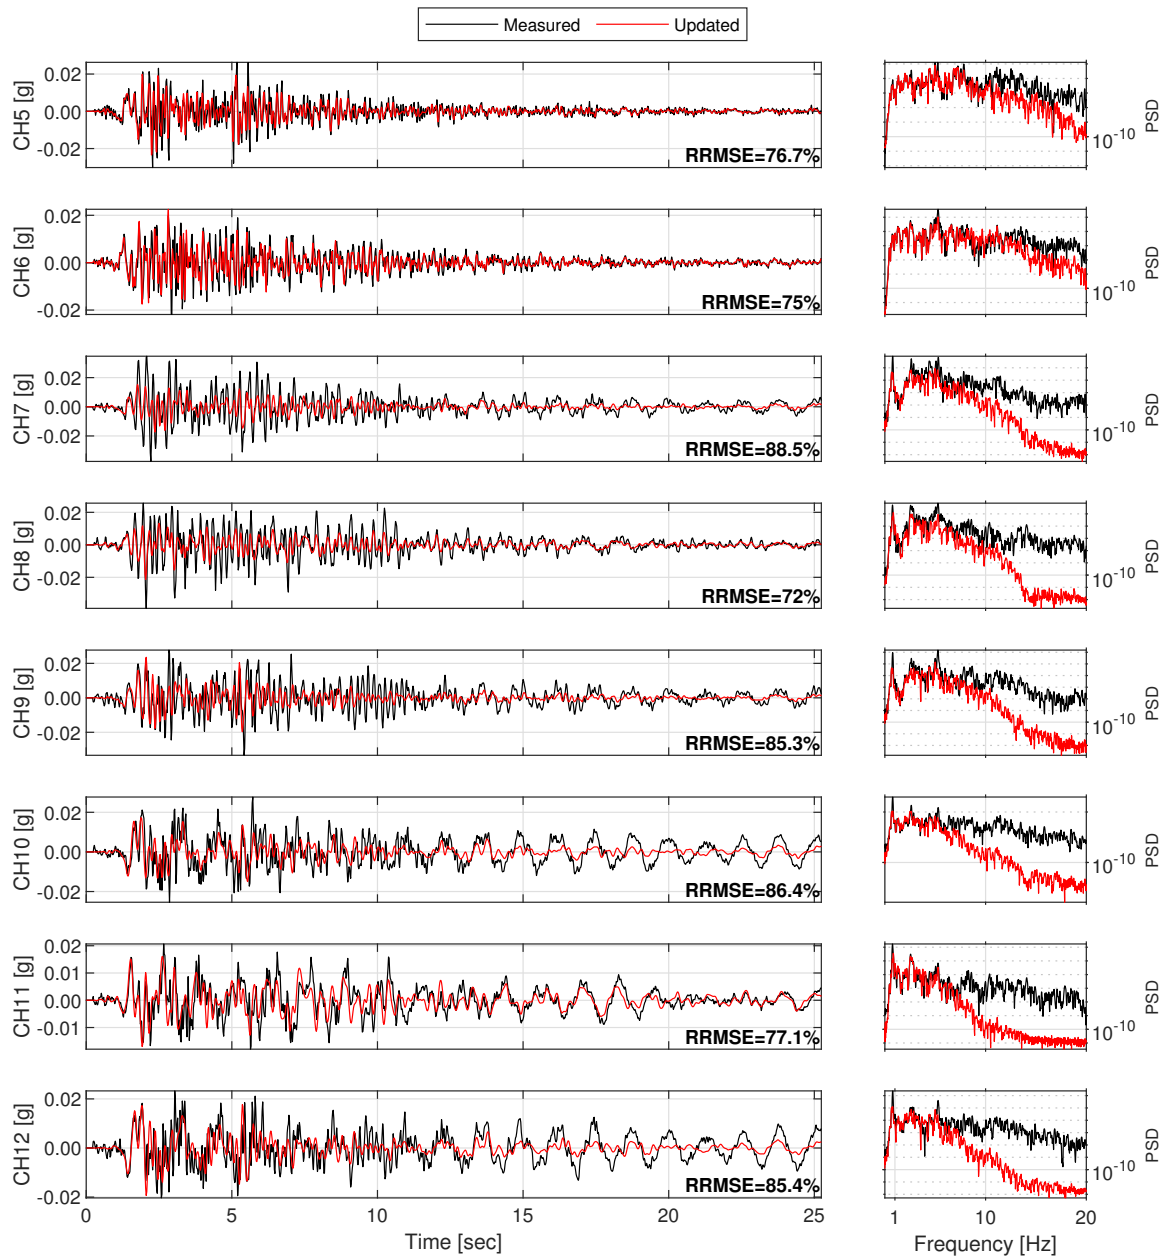 Measured Updated
0.02
0.00
-0.02
CH5 [g]
RRMSE=76.7%
10^-10
PSD
0.02
0.00
-0.02
CH6 [g]
RRMSE=75%
10^-10
PSD
0.02
0.00
-0.02
CH7 [g]
RRMSE=88.5%
10^-10
PSD
0.02
0.00
-0.02
CH8 [g]
RRMSE=72%
10^-10
PSD
0.02
0.00
-0.02
CH9 [g]
RRMSE=85.3%
10^-10
PSD
0.02
0.00
-0.02
CH10 [g]
RRMSE=86.4%
10^-10
PSD
0.02
0.01
0.00
-0.01
CH11 [g]
RRMSE=77.1%
10^-10
PSD
0.02
0.00
-0.02
CH12 [g]
RRMSE=85.4%
10^-10
PSD
0 5 10 15 20 25
Time [sec]
1 10 20
Frequency [Hz]